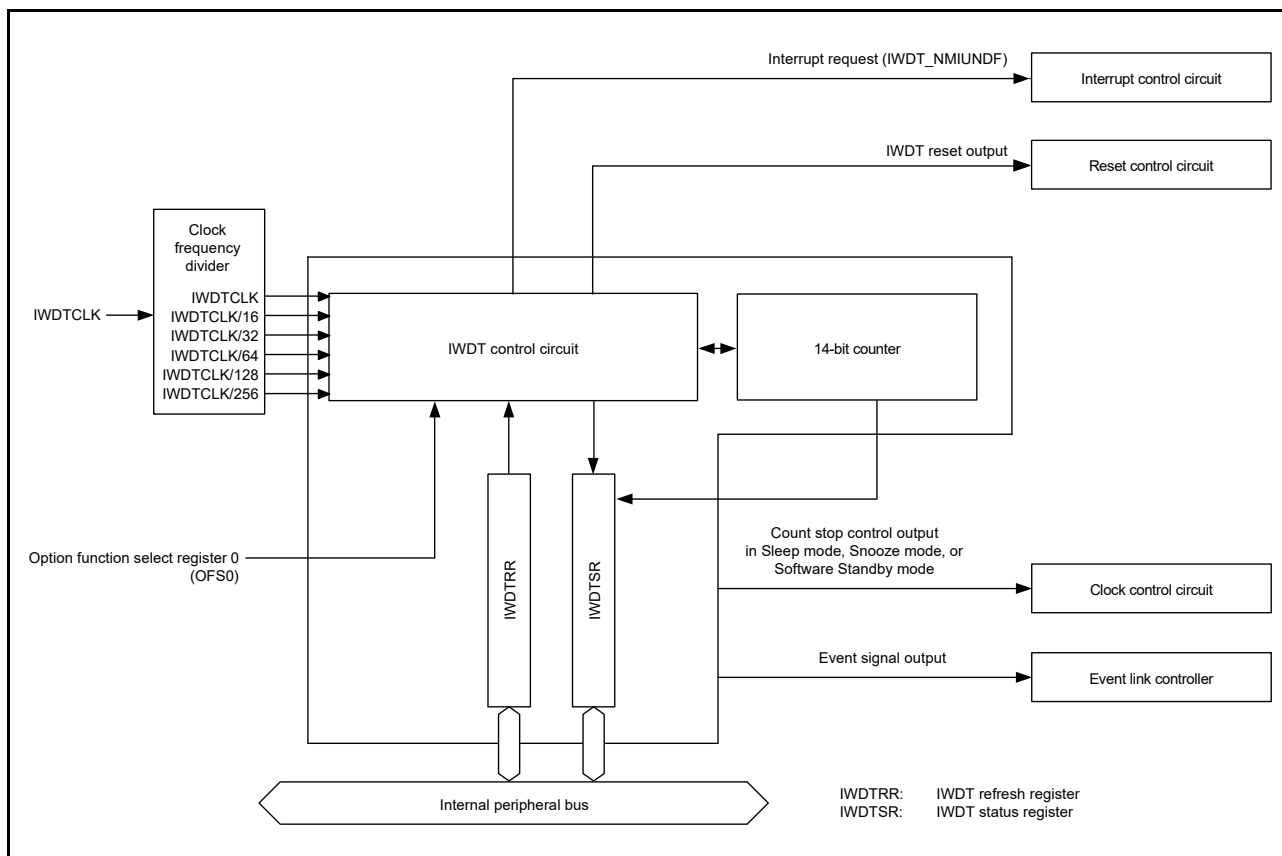 Interrupt request (IWDT_NMIUNDF)
Interrupt control circuit
IWDT reset output
Reset control circuit
Clock
frequency
divider
IWDTCLK
IWDTCLK
IWDTCLK/16
IWDTCLK/32
IWDTCLK/64
IWDTCLK/128
IWDTCLK/256
IWDT control circuit
14-bit counter
Option function select register 0
(OFS0)
IWDTRR
IWDTSR
Count stop control output
in Sleep mode, Snooze mode, or
Software Standby mode
Clock control circuit
Event signal output
Event link controller
Internal peripheral bus
IWDTRR: IWDT refresh register
IWDTSR: IWDT status register